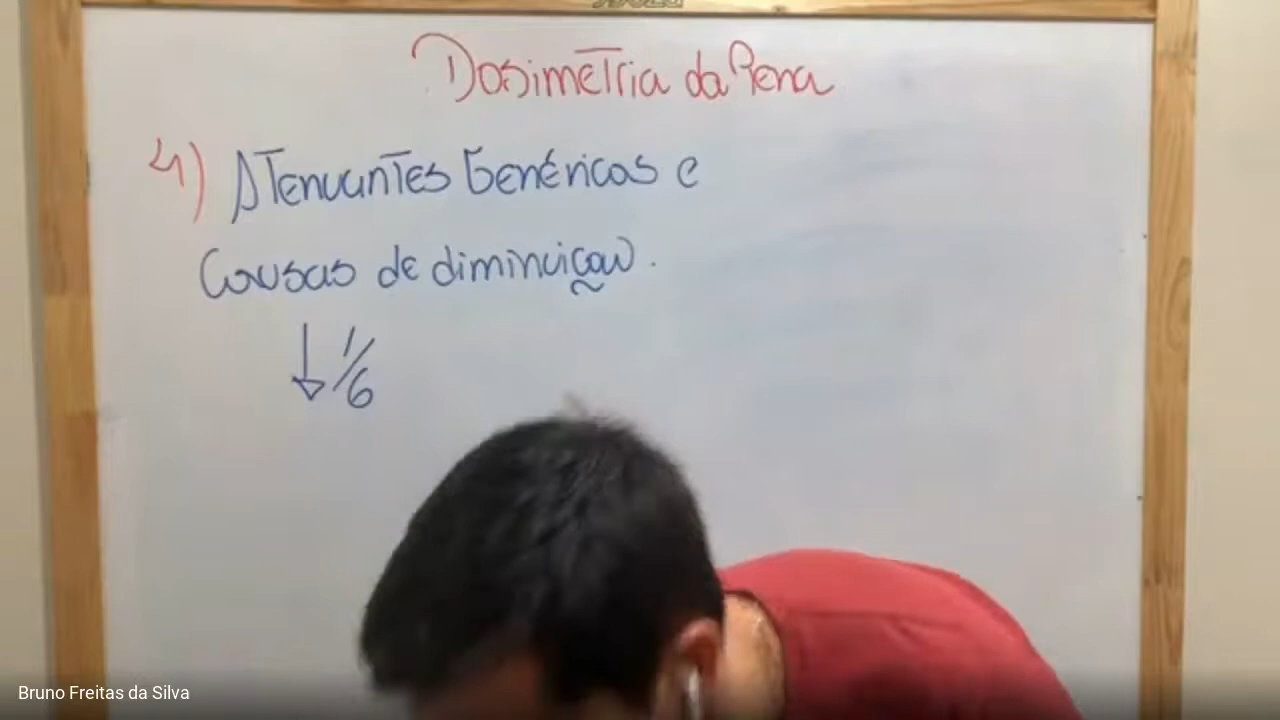 Dosimetria da Pena
4) Atenuantes Genéricas e
Causas de diminuição.
↓ 1/6
Bruno Freitas da Silva